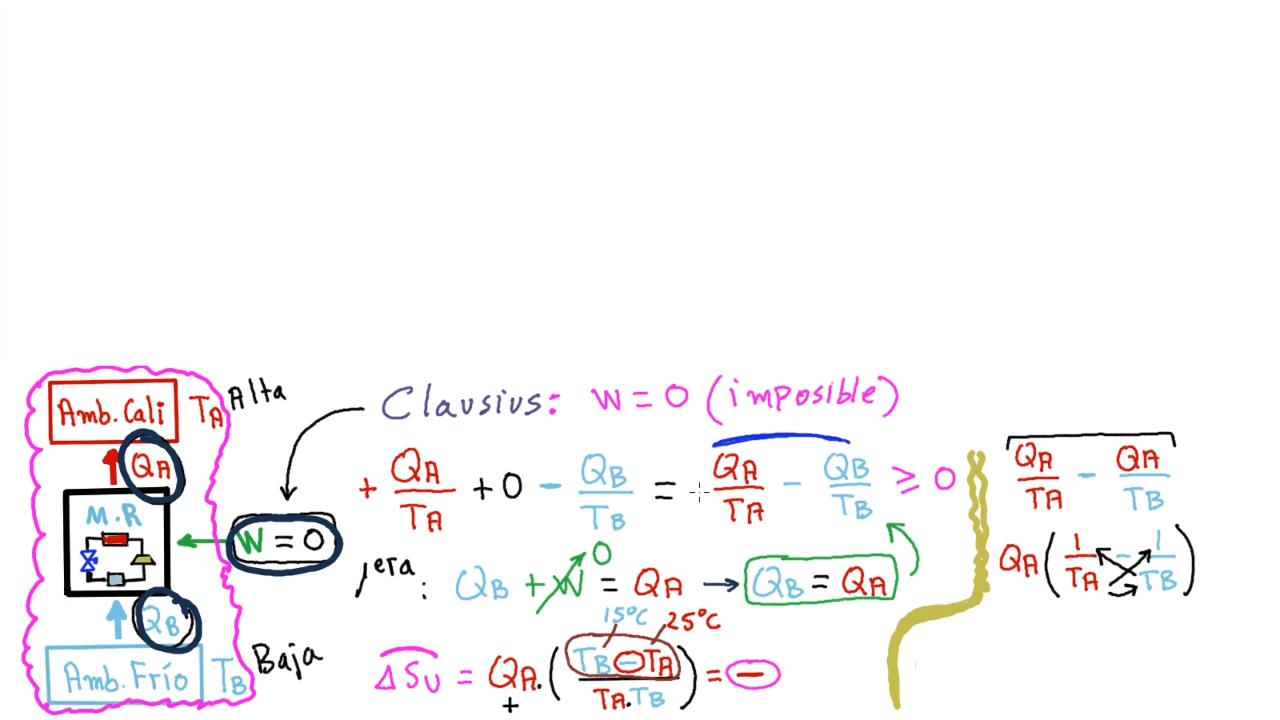 Amb. Cali TA Alta
QA
M.R
W = 0
QB
Amb. Frío TB Baja
Clausius: W = 0 (imposible)
+ QA/TA + 0 - QB/TB = QA/TA - QB/TB ≥ 0
1era: QB + W 0 = QA → QB = QA
15°C 25°C
ΔSu = QA.(TB - TA / TA.TB) = -
+
QA/TA - QA/TB
QA(1/TA - 1/TB)